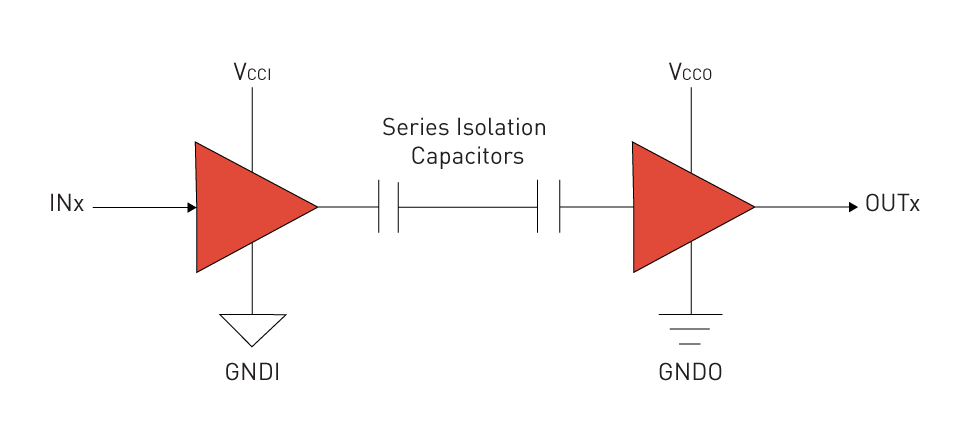 VCCI
VCCO
Series Isolation
Capacitors
INx
OUTx
GNDI
GNDO